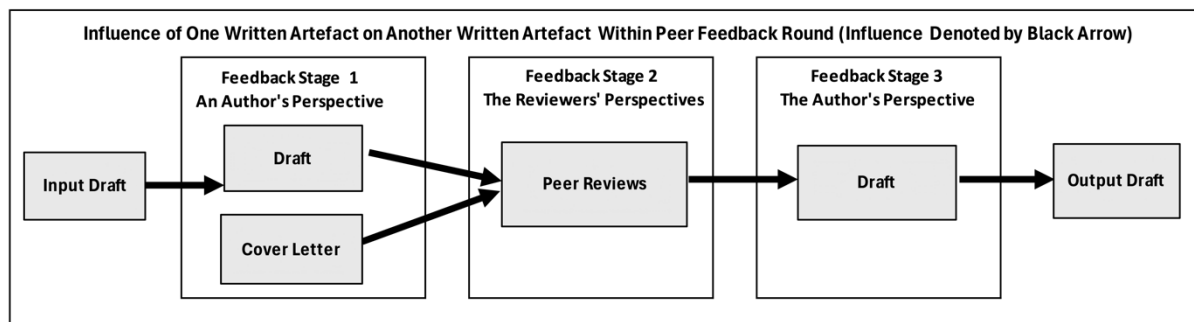 Influence of One Written Artefact on Another Written Artefact Within Peer Feedback Round (Influence Denoted by Black Arrow)
Feedback Stage 1
An Author's Perspective
Feedback Stage 2
The Reviewers' Perspectives
Feedback Stage 3
The Author's Perspective
Input Draft
Draft
Cover Letter
Peer Reviews
Draft
Output Draft